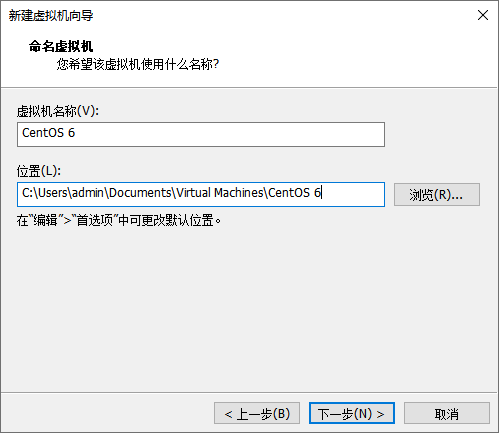 新建虚拟机向导
命名虚拟机
您希望该虚拟机使用什么名称?
虚拟机名称(V):
CentOS 6
位置(L):
C:\Users\admin\Documents\Virtual Machines\CentOS 6
浏览(R)...
在“编辑”>“首选项”中可更改默认位置。
< 上一步(B)
下一步(N) >
取消